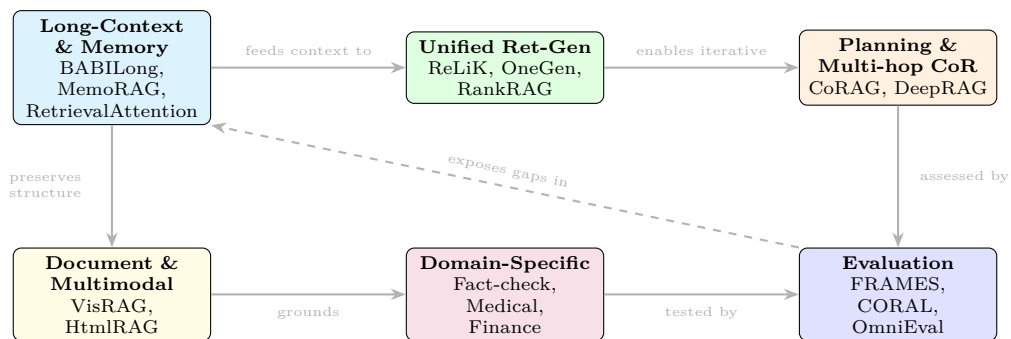 Long-Context
& Memory
BABILong,
MemoRAG,
RetrievalAttention
feeds context to
Unified Ret-Gen
ReLiK, OneGen,
RankRAG
enables iterative
Planning &
Multi-hop CoR
CoRAG, DeepRAG
preserves
structure
exposes gaps in
assessed by
Document &
Multimodal
VisRAG,
HtmlRAG
grounds
Domain-Specific
Fact-check,
Medical,
Finance
tested by
Evaluation
FRAMES,
CORAL,
OmniEval